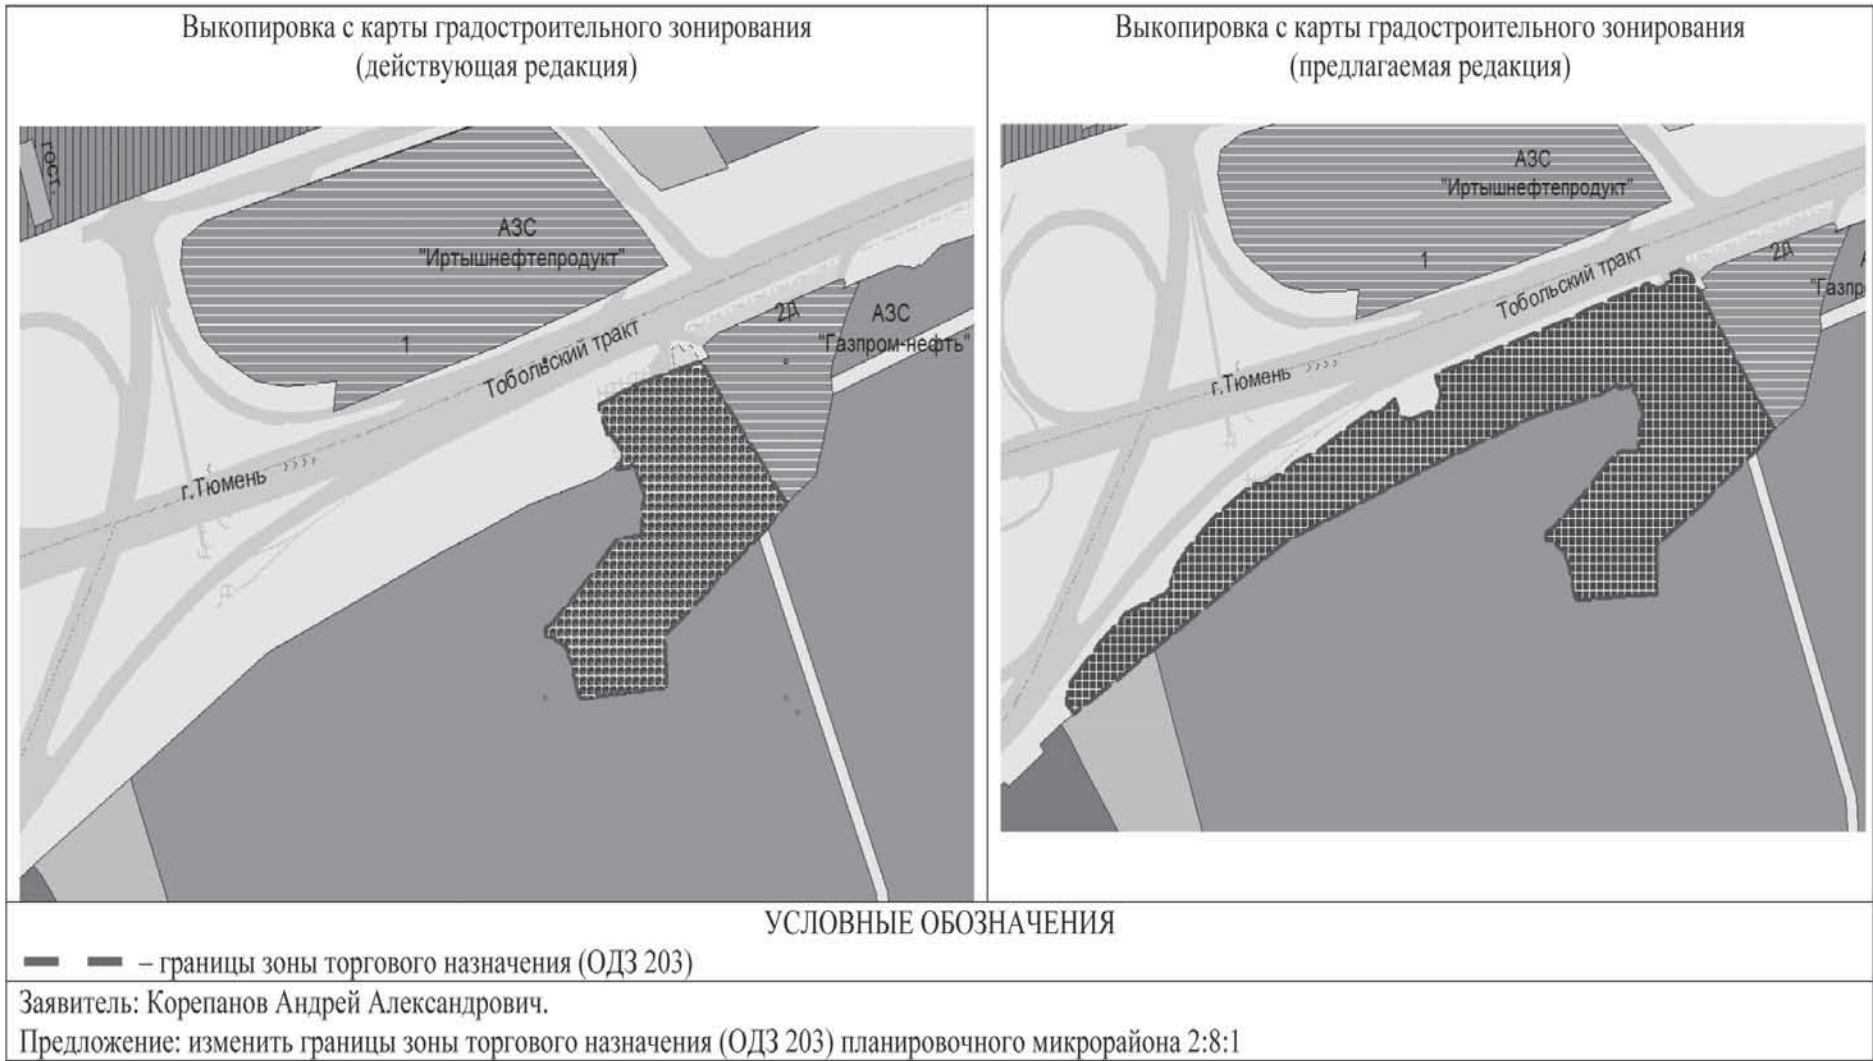 Выкопировка с карты градостроительного зонирования
(действующая редакция)
гост.
АЗС
"Иртышнефтепродукт"
1
2Д
АЗС
"Газпром-нефть"
Тобольский тракт
г.Тюмень
Выкопировка с карты градостроительного зонирования
(предлагаемая редакция)
АЗС
"Иртышнефтепродукт"
1
2Д
А
"Газпро
Тобольский тракт
г.Тюмень
УСЛОВНЫЕ ОБОЗНАЧЕНИЯ
– границы зоны торгового назначения (ОДЗ 203)
Заявитель: Корепанов Андрей Александрович.
Предложение: изменить границы зоны торгового назначения (ОДЗ 203) планировочного микрорайона 2:8:1